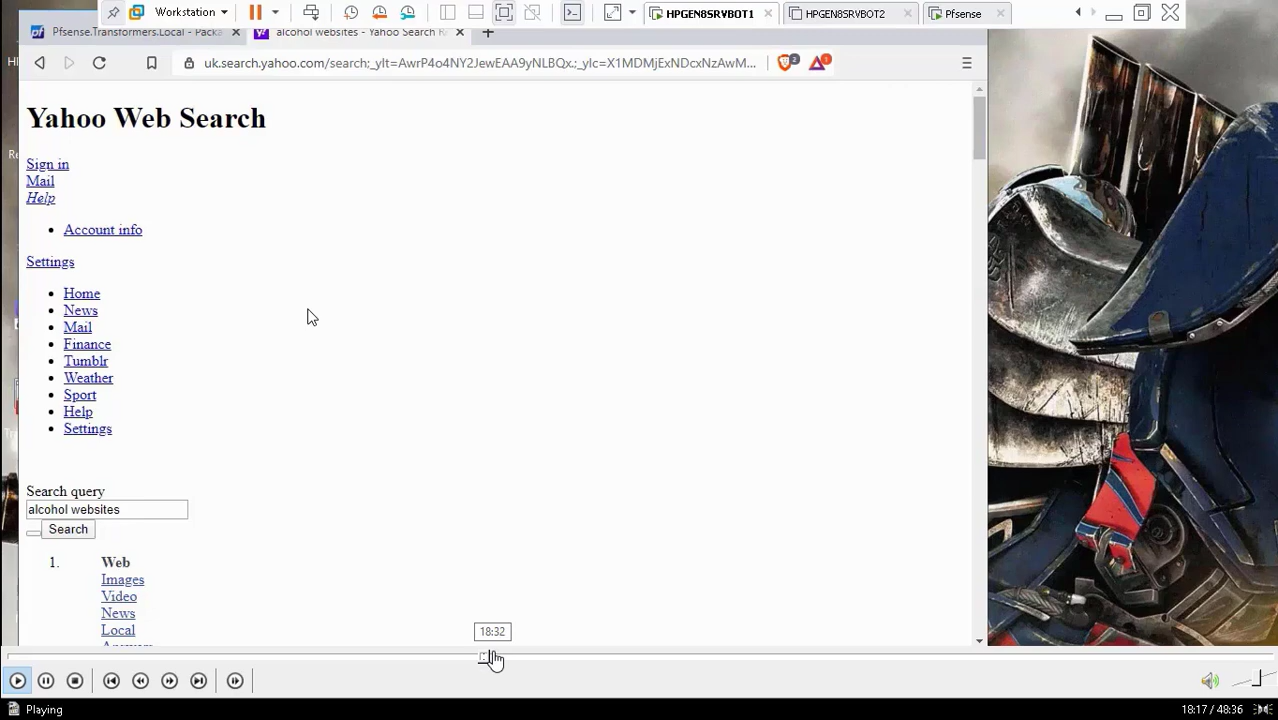 Workstation
HPGEN8SRVBOT1
HPGEN8SRVBOT2
Pfsense
Pfsense.Transformers.Local - Packa
alcohol websites - Yahoo Search R
uk.search.yahoo.com/search;_ylt=AwrP4o4NY2JewEAA9yNLBQx.;_ylc=X1MDMjExNDcxNzAwM...
2
1
Yahoo Web Search
Sign in
Mail
Help
Account info
Settings
Home
News
Mail
Finance
Tumblr
Weather
Sport
Help
Settings
Search query
alcohol websites
Search
1. Web
Images
Video
News
Local
18:32
Playing
18:17 / 48:36